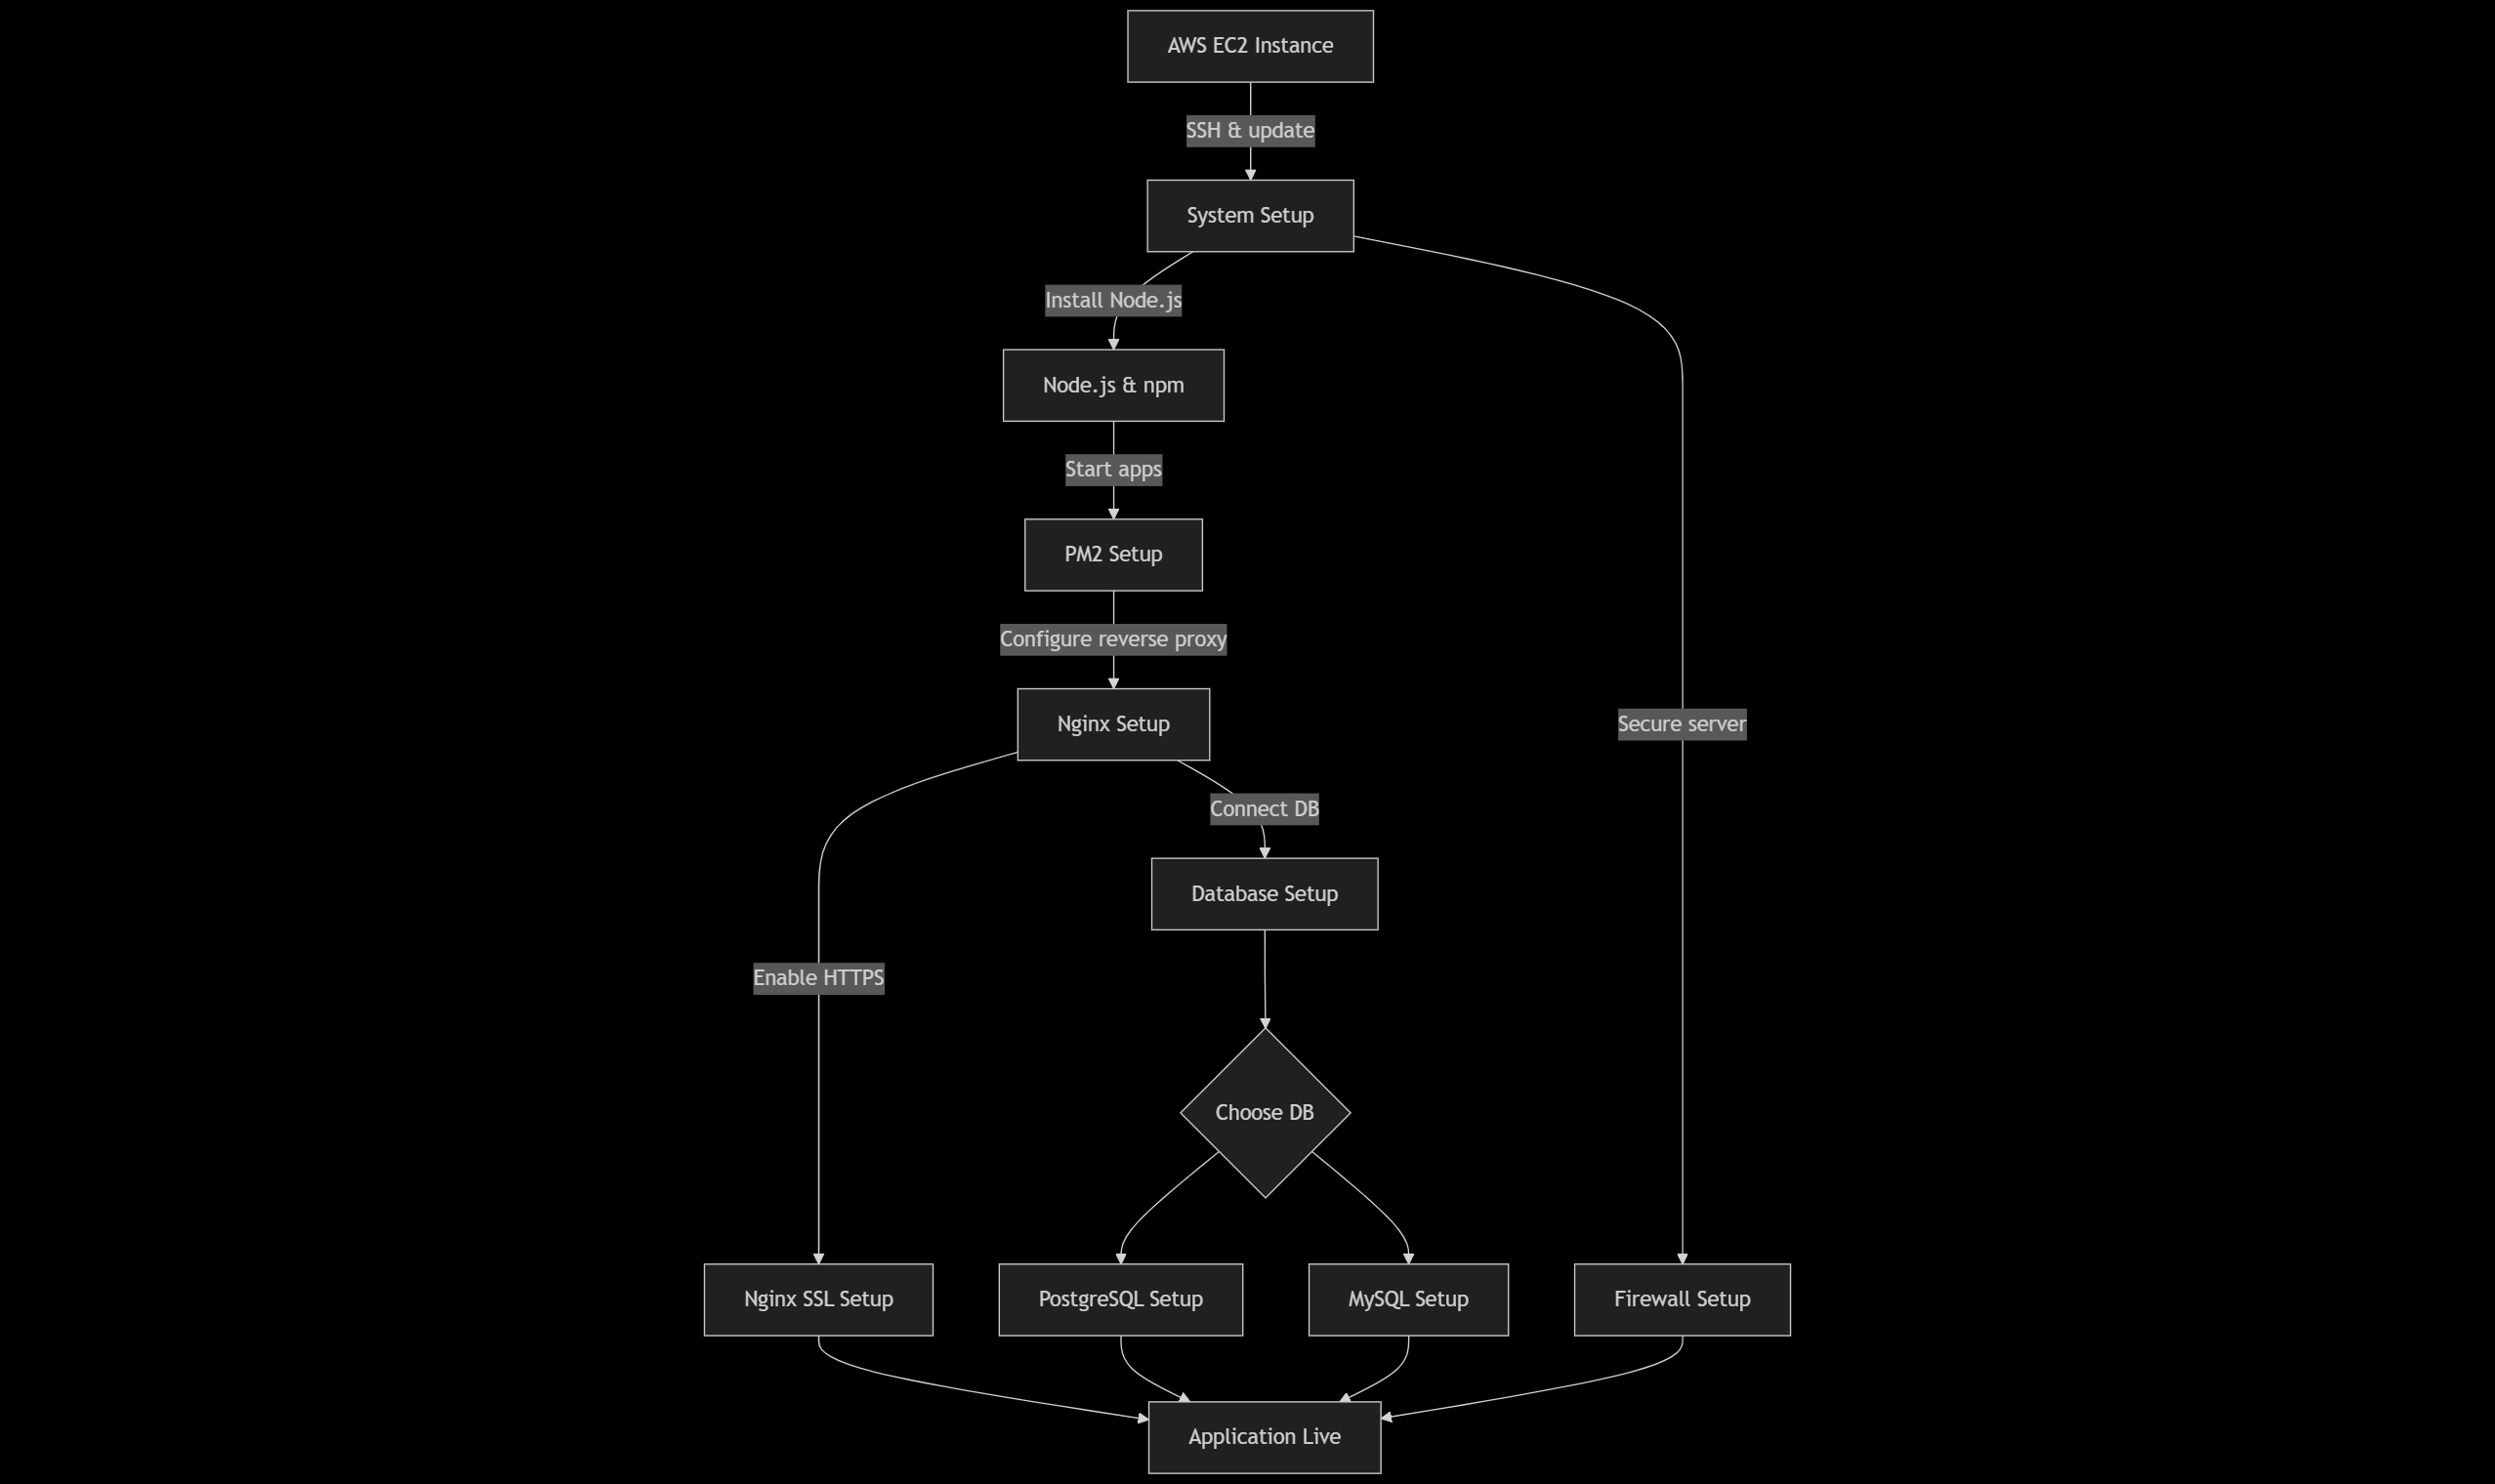 AWS EC2 Instance
SSH & update
System Setup
Install Node.js
Node.js & npm
Start apps
PM2 Setup
Configure reverse proxy
Nginx Setup
Secure server
Connect DB
Database Setup
Enable HTTPS
Choose DB
Nginx SSL Setup
PostgreSQL Setup
MySQL Setup
Firewall Setup
Application Live